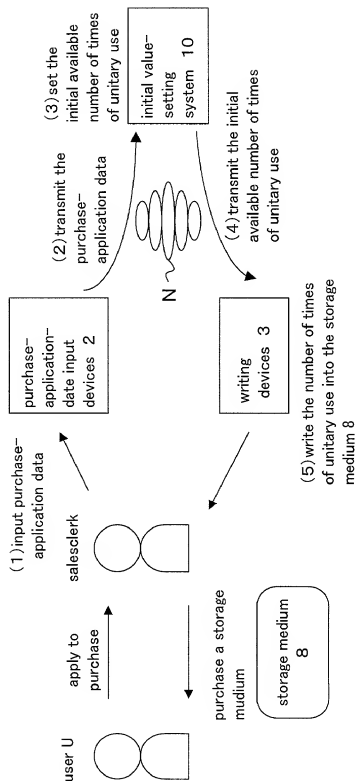 user U
apply to
purchase
purchase a storage
mudium
storage medium
8
salesclerk
(1)input purchase-
application data
purchase-
application-
date input
devices 2
(2)transmit the
purchase-
application data
N
(3)set the
initial available
number of times
of unitary use
initial value-
setting
system 10
(4)transmit the initial
available number of times
of unitary use
writing
devices 3
(5)write the number of times
of unitary use into the storage
medium 8